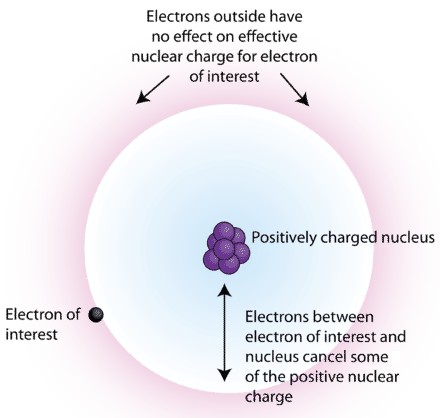 Electrons outside have
no effect on effective
nuclear charge for electron
of interest
Positively charged nucleus
Electron of
interest
Electrons between
electron of interest and
nucleus cancel some
of the positive nuclear
charge